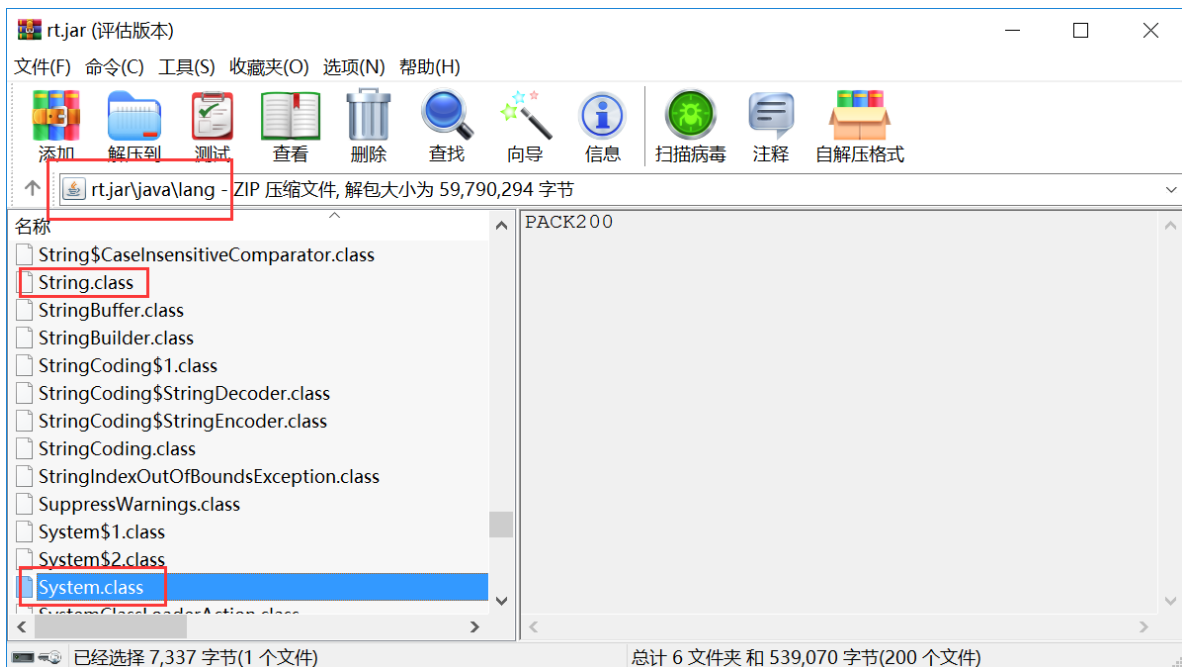 rt.jar (评估版本)
文件(F) 命令(C) 工具(S) 收藏夹(O) 选项(N) 帮助(H)
添加 解压到 测试 查看 删除 查找 向导 信息 扫描病毒 注释 自解压格式
rt.jar\java\lang - ZIP 压缩文件, 解包大小为 59,790,294 字节
名称
PACK200
String$CaseInsensitiveComparator.class
String.class
StringBuffer.class
StringBuilder.class
StringCoding$1.class
StringCoding$StringDecoder.class
StringCoding$StringEncoder.class
StringCoding.class
StringIndexOutOfBoundsException.class
SuppressWarnings.class
System$1.class
System$2.class
System.class
SystemClassLoaderAction.class
已经选择 7,337 字节(1 个文件)
总计 6 文件夹 和 539,070 字节(200 个文件)